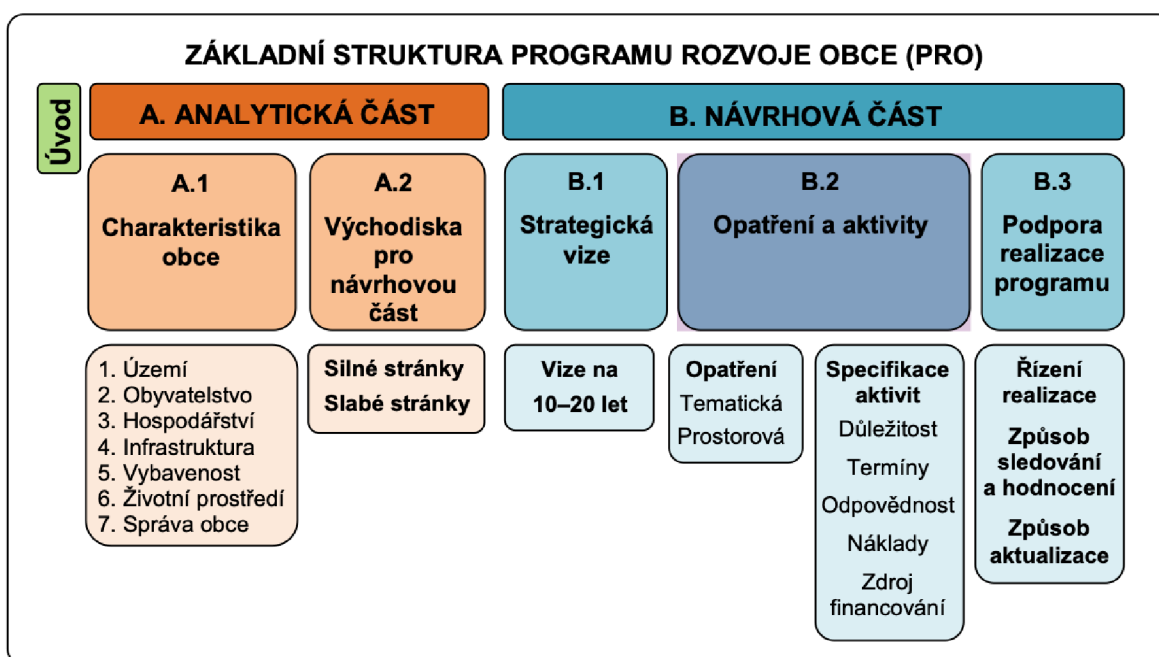 ZÁKLADNÍ STRUKTURA PROGRAMU ROZVOJE OBCE (PRO)
Úvod
A. ANALYTICKÁ ČÁST
B. NÁVRHOVÁ ČÁST
A.1
Charakteristika
obce
A.2
Východiska
pro
návrhovou
část
B.1
Strategická
vize
B.2
Opatření a aktivity
B.3
Podpora
realizace
programu
1. Území
2. Obyvatelstvo
3. Hospodářství
4. Infrastruktura
5. Vybavenost
6. Životní prostředí
7. Správa obce
Silné stránky
Slabé stránky
Vize na
10–20 let
Opatření
Tematická
Prostorová
Specifikace
aktivit
Důležitost
Termíny
Odpovědnost
Náklady
Zdroj
financování
Řízení
realizace
Způsob
sledování
a hodnocení
Způsob
aktualizace